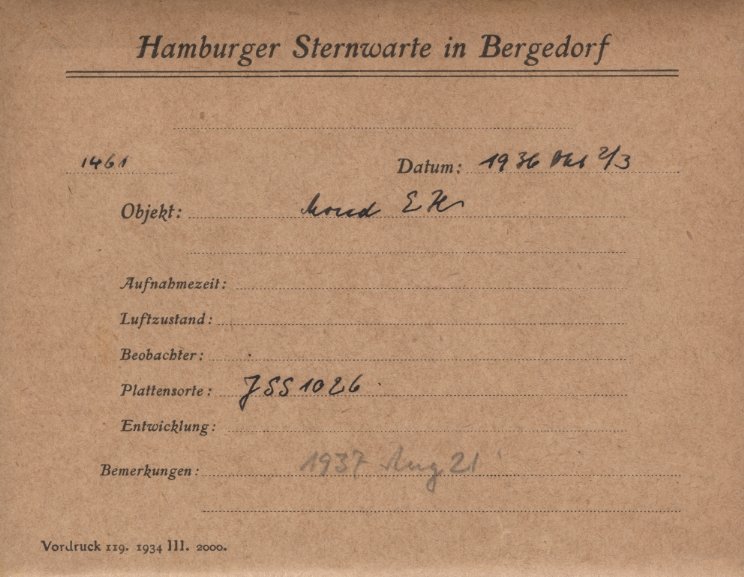 Hamburger Sternwarte in Bergedorf
1461 Datum: 1936 Okt 2/3
Objekt: Mond E K
Aufnahmezeit:
Luftzustand:
Beobachter:
Plattensorte: JSS 1026
Entwicklung:
Bemerkungen: 1937 Aug 21
Vordruck 119. 1934 III. 2000.